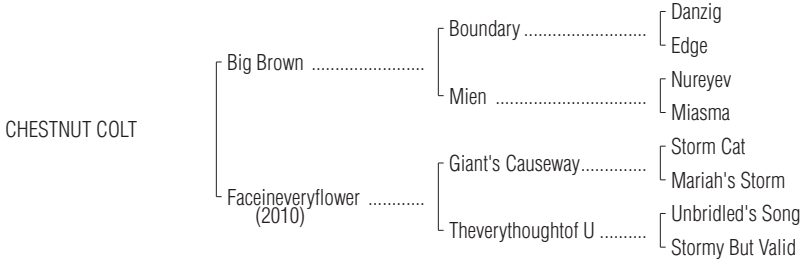 Danzig
Boundary ..........................
Edge
Big Brown ........................
Nureyev
Mien ................................
Miasma
CHESTNUT COLT
Storm Cat
Giant's Causeway..............
Mariah's Storm
Faceineveryflower ............
(2010)
Unbridled's Song
Theverythoughtof U ..........
Stormy But Valid